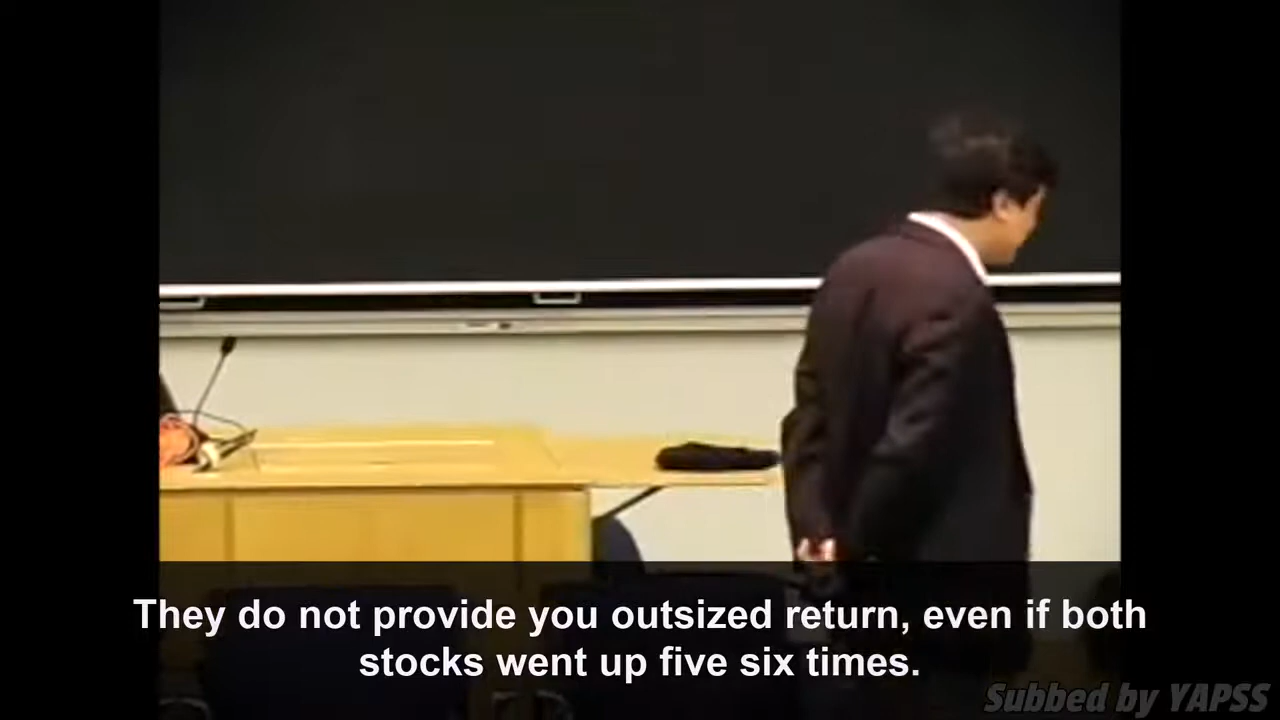 They do not provide you outsized return, even if both
stocks went up five six times.
Subbed by YAPSS